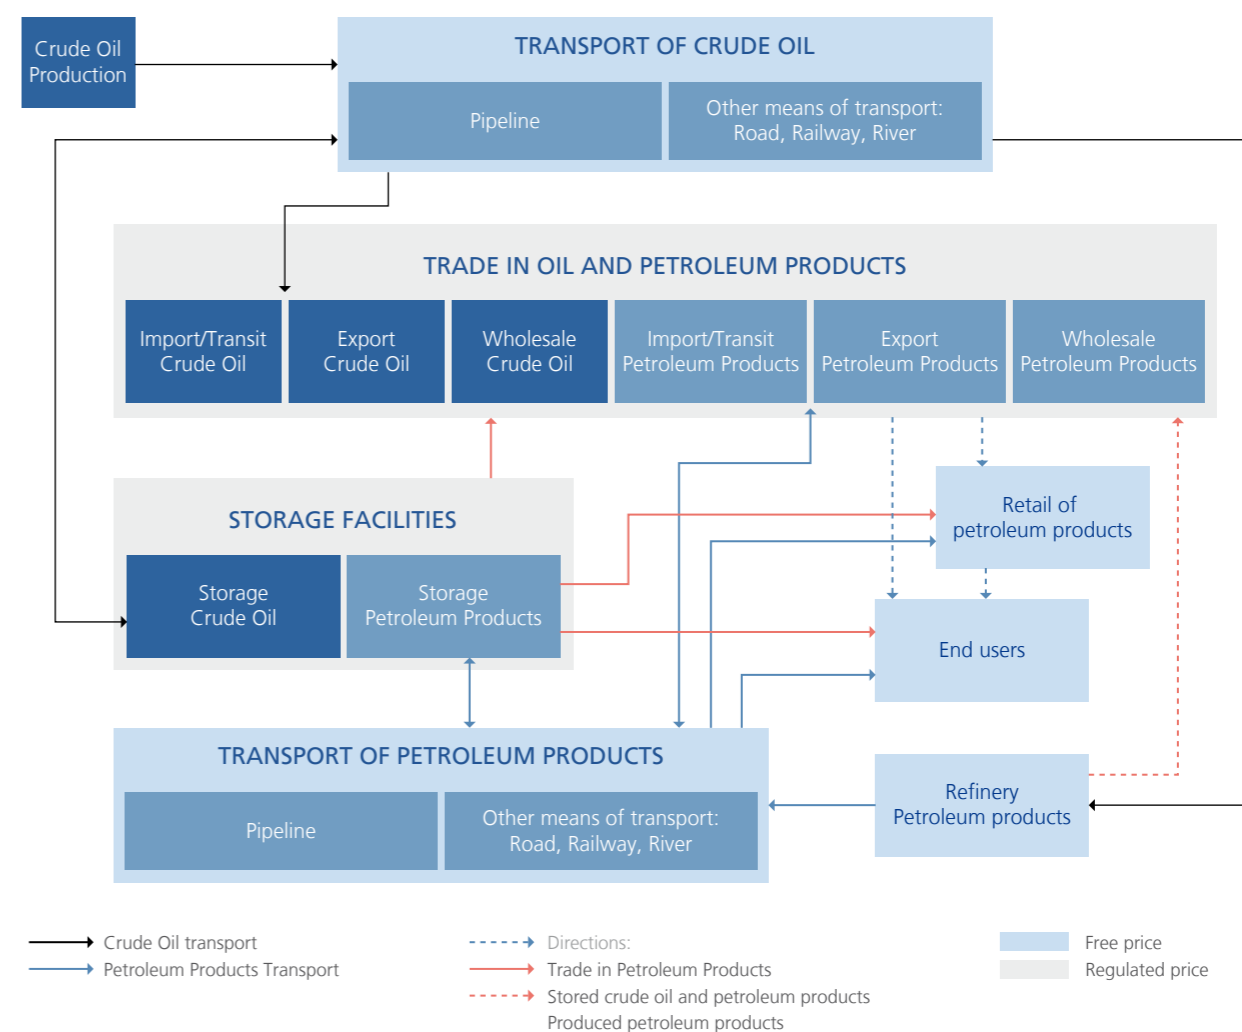 Crude Oil
Production
TRANSPORT OF CRUDE OIL
Pipeline
Other means of transport:
Road, Railway, River
TRADE IN OIL AND PETROLEUM PRODUCTS
Import/Transit
Crude Oil
Export
Crude Oil
Wholesale
Crude Oil
Import/Transit
Petroleum Products
Export
Petroleum Products
Wholesale
Petroleum Products
STORAGE FACILITIES
Storage
Crude Oil
Storage
Petroleum Products
Retail of
petroleum products
End users
TRANSPORT OF PETROLEUM PRODUCTS
Pipeline
Other means of transport:
Road, Railway, River
Refinery
Petroleum products
Crude Oil transport
Petroleum Products Transport
Directions:
Trade in Petroleum Products
Stored crude oil and petroleum products
Produced petroleum products
Free price
Regulated price